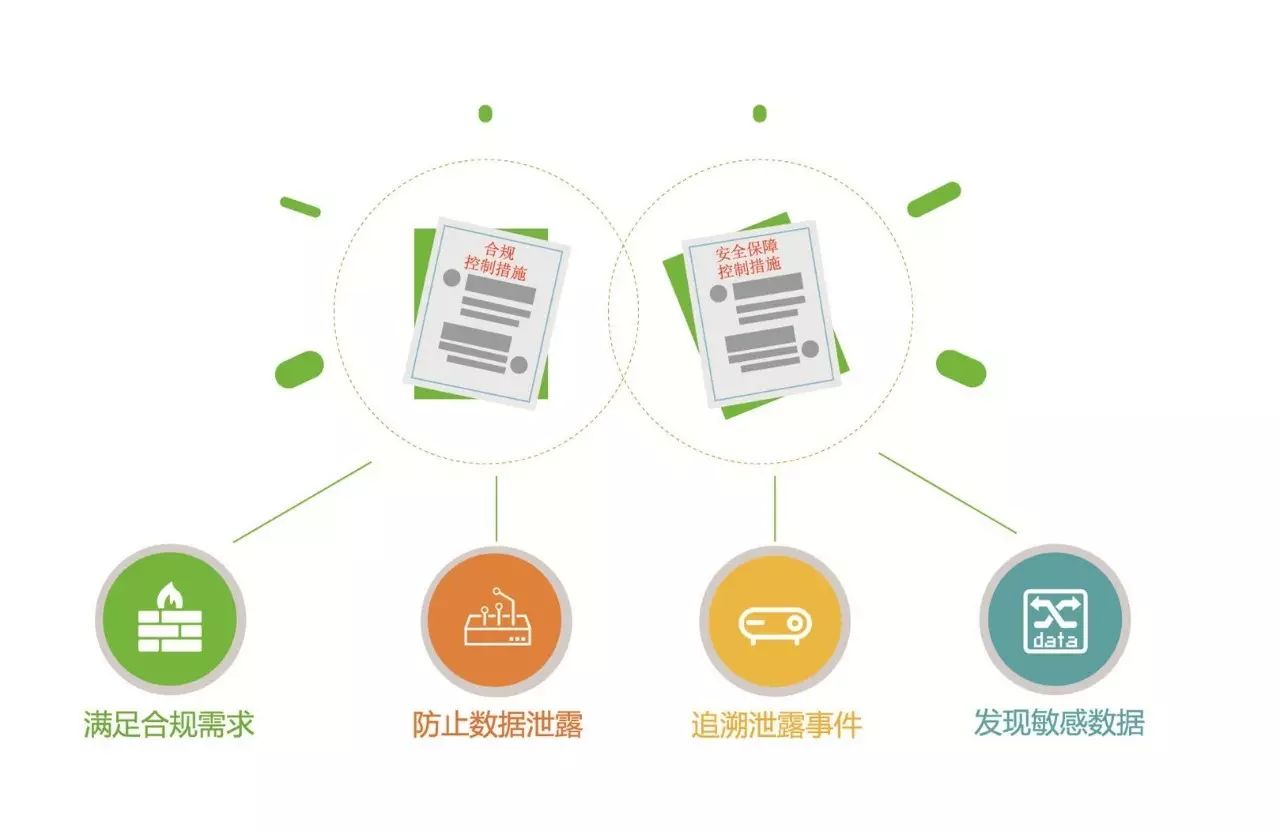 合规
控制措施
安全保障
控制措施
data
满足合规需求
防止数据泄露
追溯泄露事件
发现敏感数据